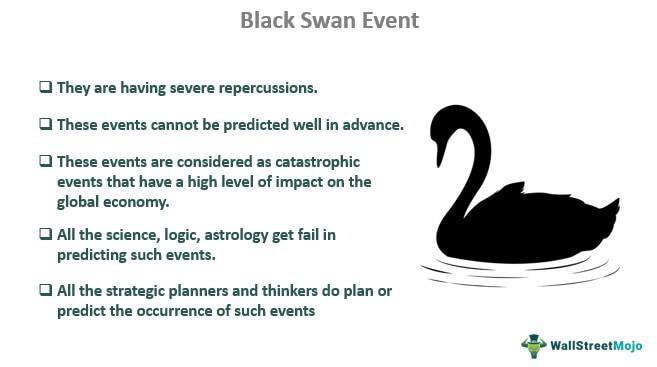 Black Swan Event
❑ They are having severe repercussions.
❑ These events cannot be predicted well in advance.
❑ These events are considered as catastrophic
events that have a high level of impact on the
global economy.
❑ All the science, logic, astrology get fail in
predicting such events.
❑ All the strategic planners and thinkers do plan or
predict the occurrence of such events
WallStreetMojo